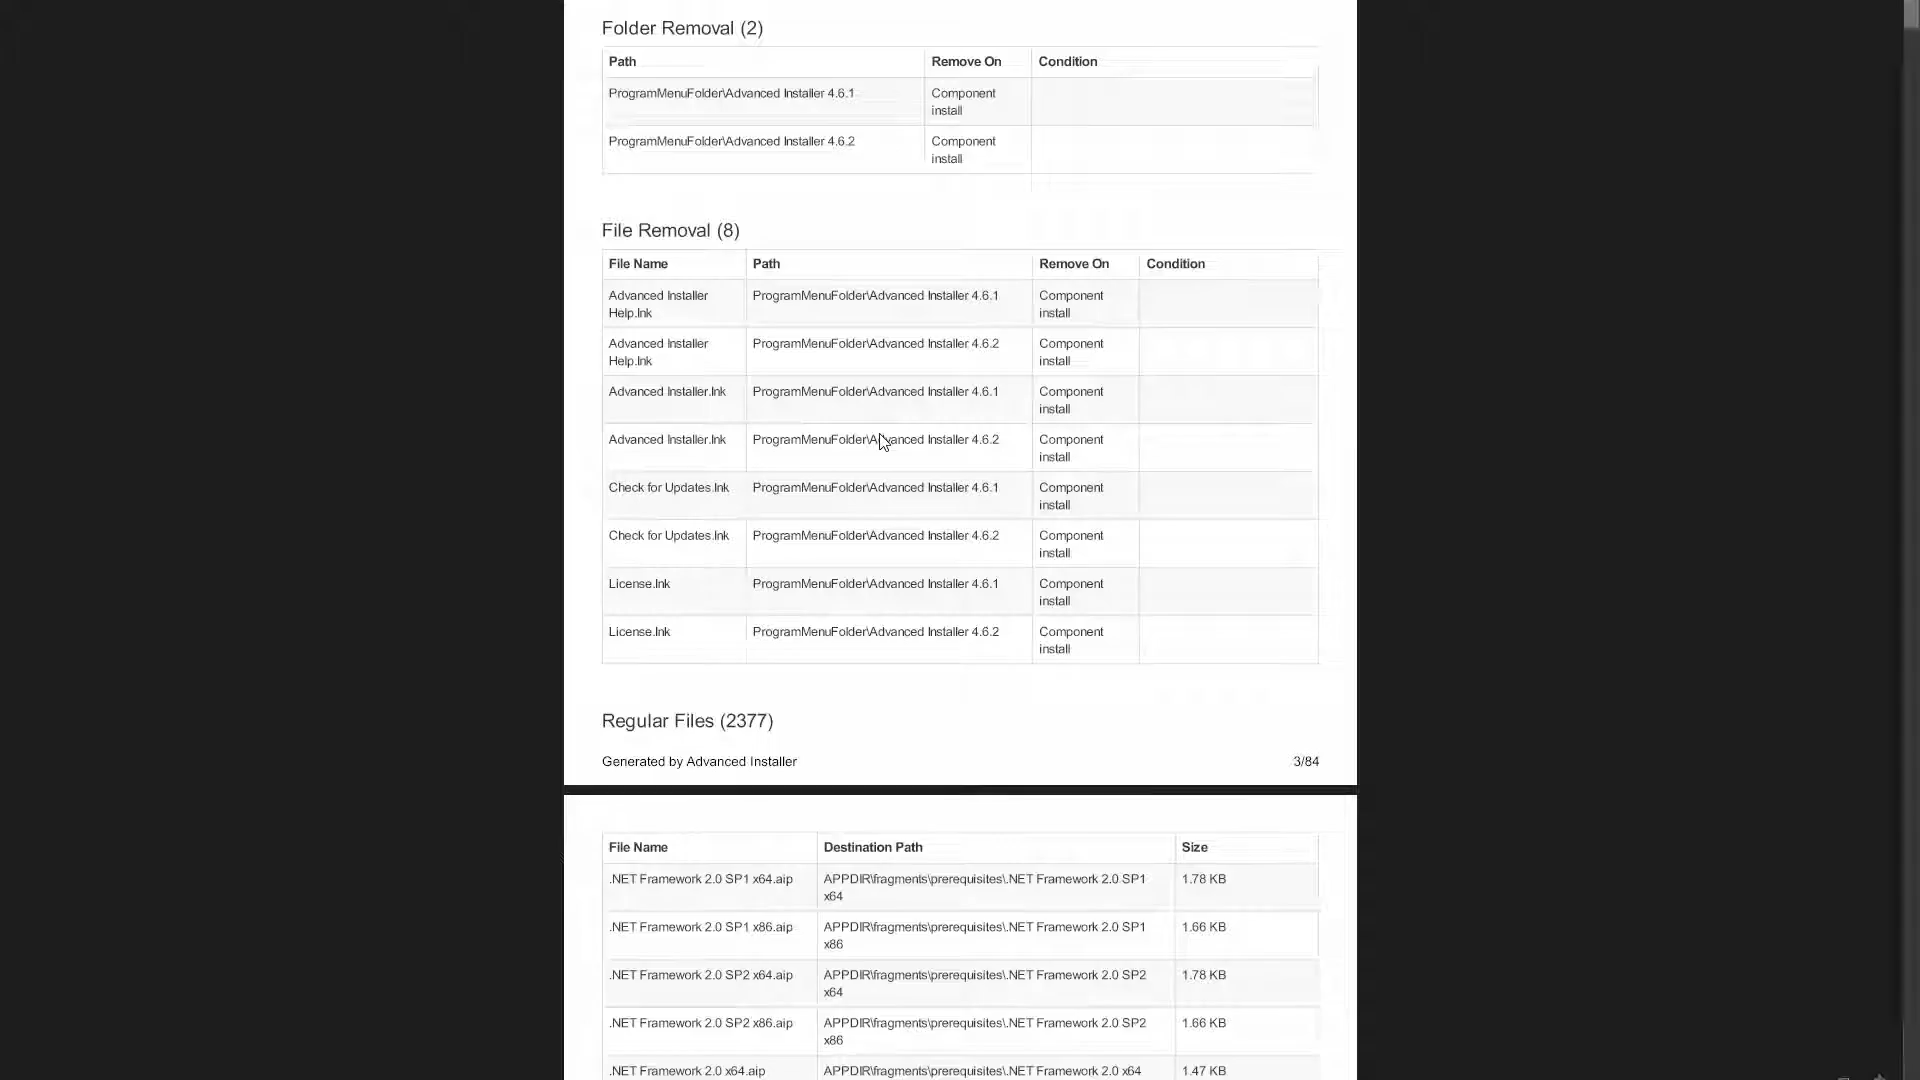 Folder Removal (2)
Path Remove On Condition
ProgramMenuFolder\Advanced Installer 4.6.1 Component
install
ProgramMenuFolder\Advanced Installer 4.6.2 Component
install
File Removal (8)
File Name Path Remove On Condition
Advanced Installer ProgramMenuFolder\Advanced Installer 4.6.1 Component
Help.lnk install
Advanced Installer ProgramMenuFolder\Advanced Installer 4.6.2 Component
Help.lnk install
Advanced Installer.lnk ProgramMenuFolder\Advanced Installer 4.6.1 Component
install
Advanced Installer.lnk ProgramMenuFolder\Advanced Installer 4.6.2 Component
install
Check for Updates.lnk ProgramMenuFolder\Advanced Installer 4.6.1 Component
install
Check for Updates.lnk ProgramMenuFolder\Advanced Installer 4.6.2 Component
install
License.lnk ProgramMenuFolder\Advanced Installer 4.6.1 Component
install
License.lnk ProgramMenuFolder\Advanced Installer 4.6.2 Component
install
Regular Files (2377)
Generated by Advanced Installer 3/84
File Name Destination Path Size
.NET Framework 2.0 SP1 x64.aip APPDIR\fragments\prerequisites\.NET Framework 2.0 SP1 1.78 KB
x64
.NET Framework 2.0 SP1 x86.aip APPDIR\fragments\prerequisites\.NET Framework 2.0 SP1 1.66 KB
x86
.NET Framework 2.0 SP2 x64.aip APPDIR\fragments\prerequisites\.NET Framework 2.0 SP2 1.78 KB
x64
.NET Framework 2.0 SP2 x86.aip APPDIR\fragments\prerequisites\.NET Framework 2.0 SP2 1.66 KB
x86
.NET Framework 2.0 x64.aip APPDIR\fragments\prerequisites\.NET Framework 2.0 x64 1.47 KB